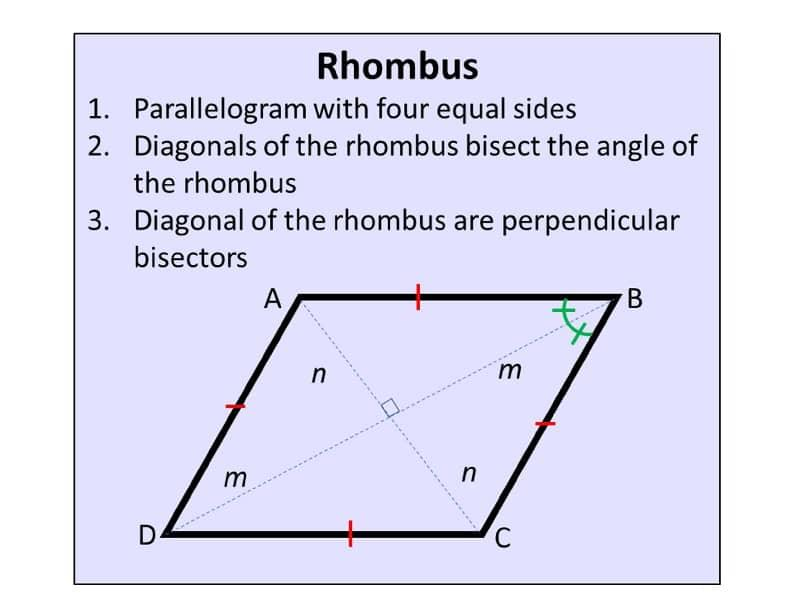 Rhombus
1. Parallelogram with four equal sides
2. Diagonals of the rhombus bisect the angle of
the rhombus
3. Diagonal of the rhombus are perpendicular
bisectors
A
B
n
m
m
n
D
C